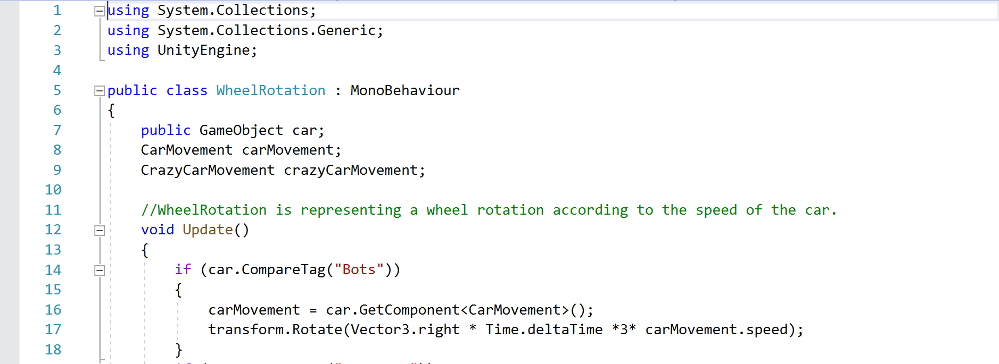 1 using System.Collections;
2 using System.Collections.Generic;
3 using UnityEngine;
4
5 public class WheelRotation : MonoBehaviour
6 {
7 public GameObject car;
8 CarMovement carMovement;
9 CrazyCarMovement crazyCarMovement;
10
11 //WheelRotation is representing a wheel rotation according to the speed of the car.
12 void Update()
13 {
14 if (car.CompareTag("Bots"))
15 {
16 carMovement = car.GetComponent<CarMovement>();
17 transform.Rotate(Vector3.right * Time.deltaTime *3* carMovement.speed);
18 }